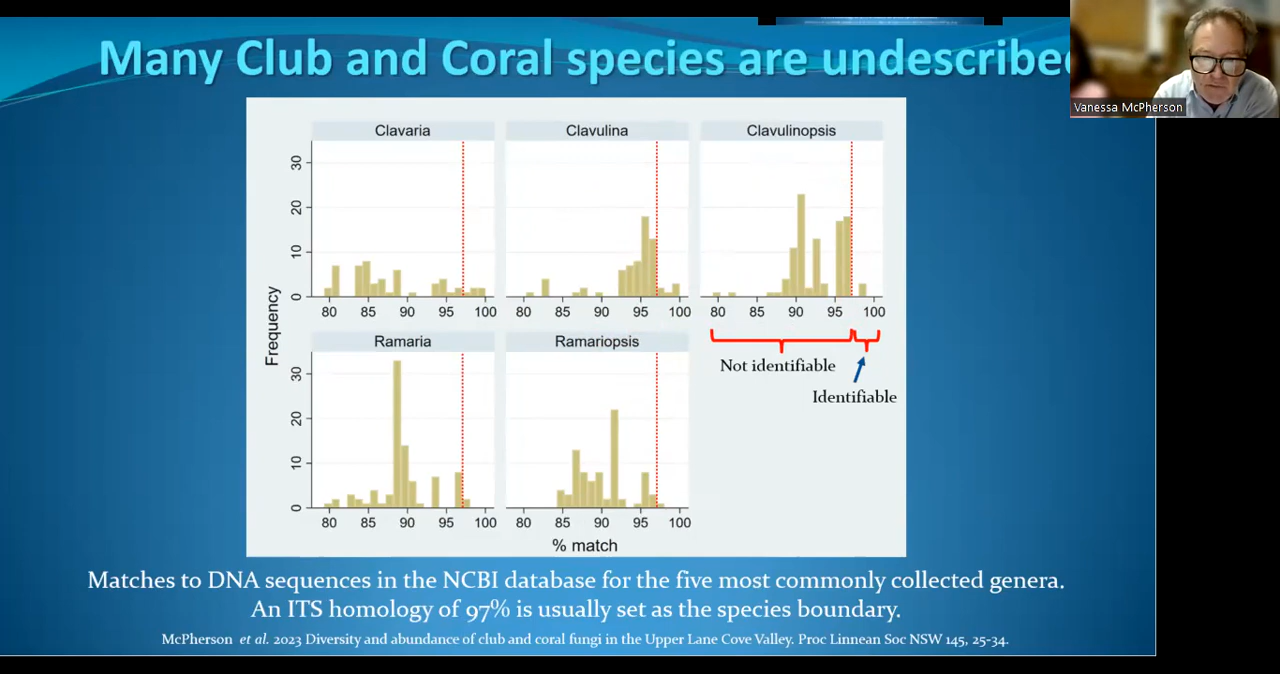 Many Club and Coral species are undescribe
Vanessa McPherson
Clavaria Clavulina Clavulinopsis
30
20
10
0
80 85 90 95 100 80 85 90 95 100 80 85 90 95 100
Frequency
Not identifiable
Identifiable
Ramaria Ramariopsis
30
20
10
0
80 85 90 95 100 80 85 90 95 100
% match
Matches to DNA sequences in the NCBI database for the five most commonly collected genera.
An ITS homology of 97% is usually set as the species boundary.
McPherson et al. 2023 Diversity and abundance of club and coral fungi in the Upper Lane Cove Valley. Proc Linnean Soc NSW 145, 25-34.